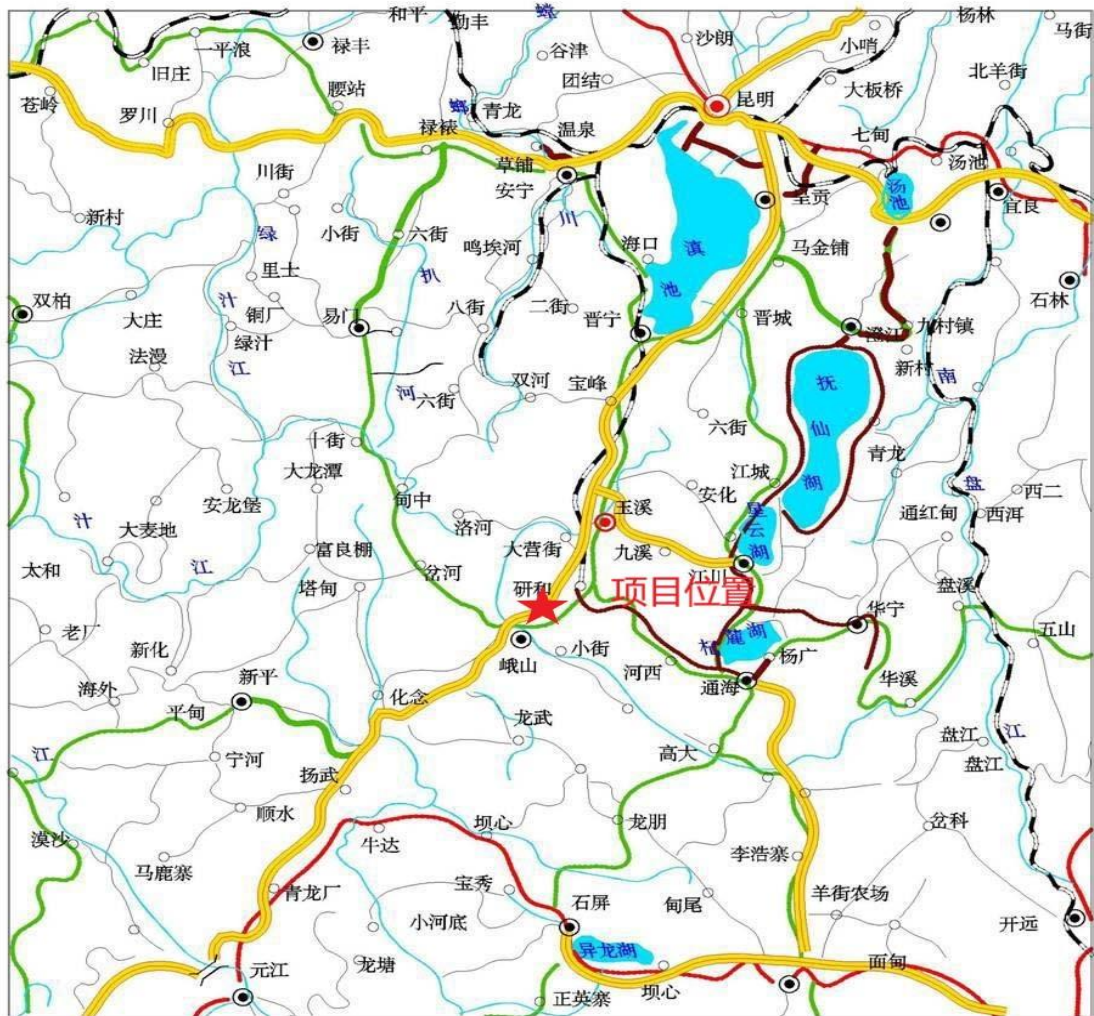 和平
勤丰
杨林
马街
一平浪
禄丰
谷津
沙朗
小哨
旧庄
团结
北羊街
苍岭
腰站
青龙
昆明
大板桥
罗川
禄裱
温泉
七甸
草铺
汤池
川街
安宁
汤池
呈贡
宜良
新村
绿
小街
六街
鸣埃河
川
海口
滇
马金铺
里士
扒
双柏
大庄
汁
铜厂
易门
八街
二街
晋宁
池
晋城
石林
澄江
九村镇
绿汁
法漫
江
双河
宝峰
新村
南
河
六街
抚
十街
六街
仙
大龙潭
江城
青龙
湖
安龙堡
甸中
安化
盘
西二
汁
大麦地
洛河
玉溪
星云湖
通红甸
西洱
富良棚
大营街
九溪
太和
江
岔河
江川
塔甸
研和
项目位置
盘溪
老厂
华宁
五山
新化
峨山
小街
杞麓湖
杨广
河西
海外
新平
化念
通海
华溪
平甸
龙武
江
宁河
高大
盘江
江
盘江
扬武
顺水
漠沙
坝心
龙朋
岔科
牛达
李浩寨
马鹿寨
青龙厂
宝秀
石屏
甸尾
羊街农场
小河底
开远
异龙湖
元江
龙塘
面甸
正英寨
坝心